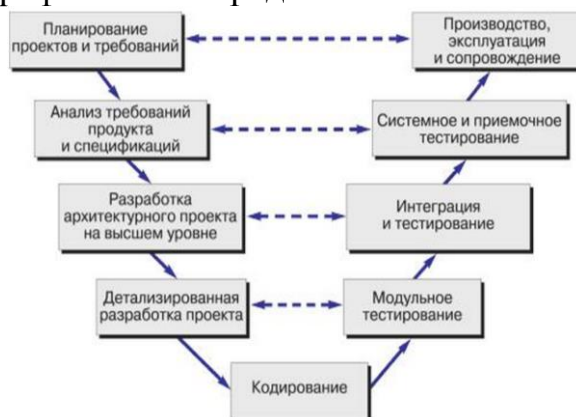 Планирование
проектов и требований
Производство,
эксплуатация
и сопровождение
Анализ требований
продукта
и спецификаций
Системное и приемочное
тестирование
Разработка
архитектурного проекта
на высшем уровне
Интеграция
и тестирование
Детализированная
разработка проекта
Модульное
тестирование
Кодирование